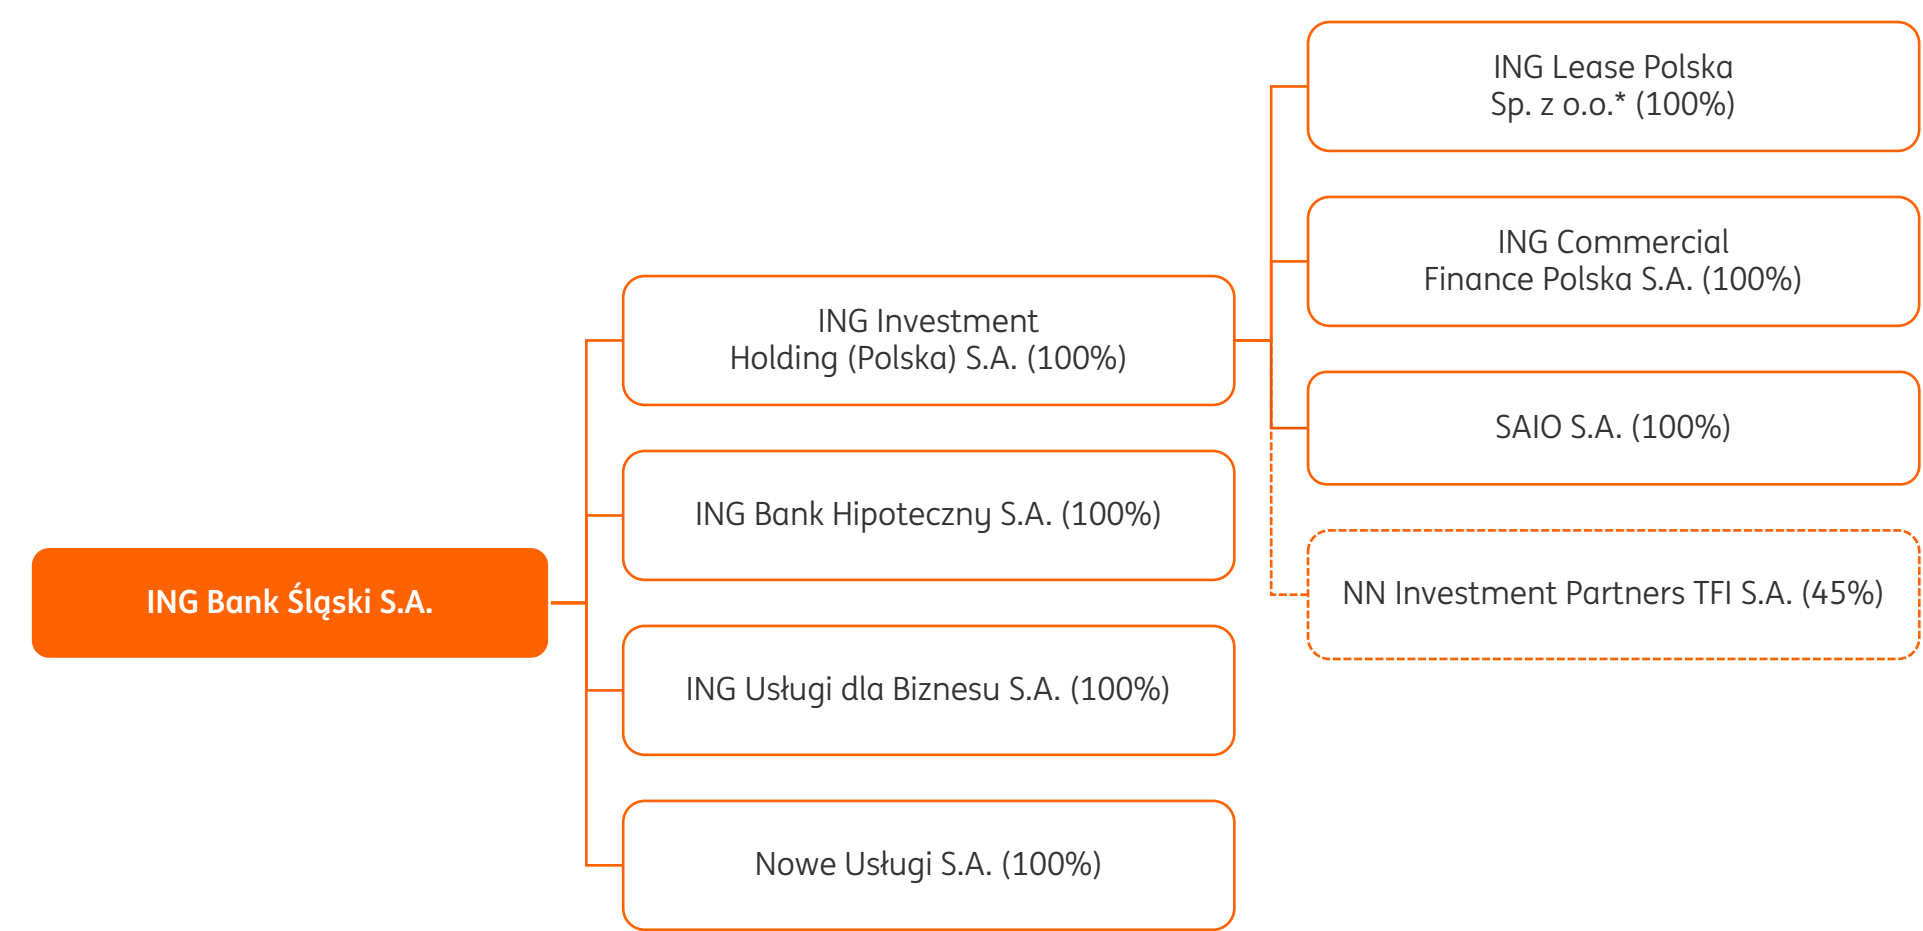 ING Bank Śląski S.A.
ING Investment
Holding (Polska) S.A. (100%)
ING Bank Hipoteczny S.A. (100%)
ING Usługi dla Biznesu S.A. (100%)
Nowe Usługi S.A. (100%)
ING Lease Polska
Sp. z o.o.* (100%)
ING Commercial
Finance Polska S.A. (100%)
SAIO S.A. (100%)
NN Investment Partners TFI S.A. (45%)